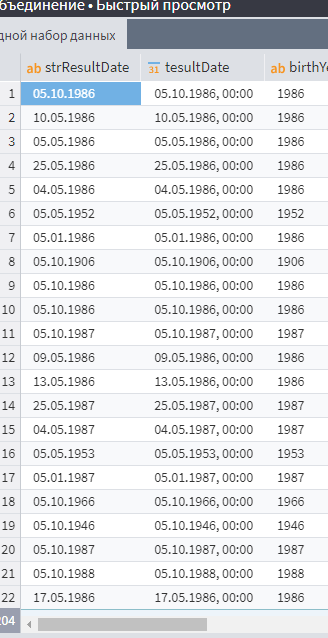 объединение • Быстрый просмотр
дной набор данных
ab strResultDate 31 tesultDate ab birthYe
1 05.10.1986 05.10.1986, 00:00 1986
2 10.05.1986 10.05.1986, 00:00 1986
3 05.05.1986 05.05.1986, 00:00 1986
4 25.05.1986 25.05.1986, 00:00 1986
5 04.05.1986 04.05.1986, 00:00 1986
6 05.05.1952 05.05.1952, 00:00 1952
7 05.01.1986 05.01.1986, 00:00 1986
8 05.10.1906 05.10.1906, 00:00 1906
9 05.10.1986 05.10.1986, 00:00 1986
10 05.10.1986 05.10.1986, 00:00 1986
11 05.10.1987 05.10.1987, 00:00 1987
12 09.05.1986 09.05.1986, 00:00 1986
13 13.05.1986 13.05.1986, 00:00 1986
14 25.05.1987 25.05.1987, 00:00 1987
15 04.05.1987 04.05.1987, 00:00 1987
16 05.05.1953 05.05.1953, 00:00 1953
17 05.01.1987 05.01.1987, 00:00 1987
18 05.10.1966 05.10.1966, 00:00 1966
19 05.10.1946 05.10.1946, 00:00 1946
20 05.10.1987 05.10.1987, 00:00 1987
21 05.10.1988 05.10.1988, 00:00 1988
22 17.05.1986 17.05.1986, 00:00 1986
204